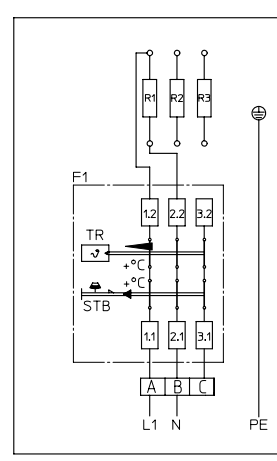 R1 R2 R3
F1
1.2 2.2 3.2
TR
ϑ
+°C
+°C
STB
1.1 2.1 3.1
A B C
L1 N PE